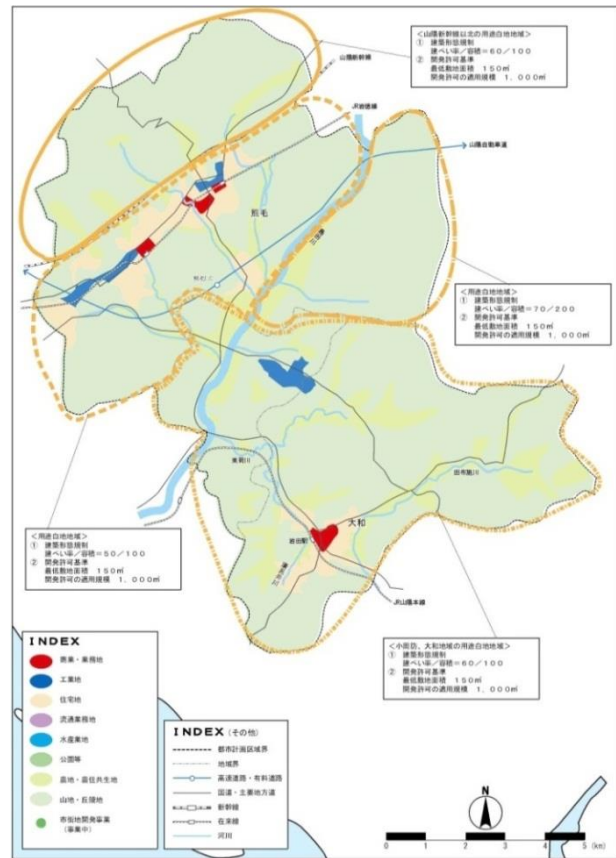 ＜山陽新幹線以北の用途白地地域＞
① 建築形態規制
建ぺい率／容積＝60／100
② 開発許可基準
最低敷地面積 150㎡
開発許可の適用規模 1，000㎡
山陽新幹線
JR岩徳線
山陽自動車道
熊毛
＜用途白地地域＞
① 建築形態規制
建ぺい率／容積＝70／200
② 開発許可基準
最低敷地面積 150㎡
開発許可の適用規模 1，000㎡
田布施川
大和
岩田駅
JR山陽本線
＜用途白地地域＞
① 建築形態規制
建ぺい率／容積＝50／100
② 開発許可基準
最低敷地面積 150㎡
開発許可の適用規模 1，000㎡
＜小周防、大和地域の用途白地地域＞
① 建築形態規制
建ぺい率／容積＝60／100
② 開発許可基準
最低敷地面積 150㎡
開発許可の適用規模 1，000㎡
INDEX
商業・業務地
工業地
住宅地
流通業務地
水産業地
公園等
農地・農住共生地
山地・丘陵地
市街地開発事業
（事業中）
INDEX（その他）
都市計画区域界
地域界
高速道路・有料道路
国道・主要地方道
新幹線
在来線
河川
N
0 1 2 3 4 5 (km)